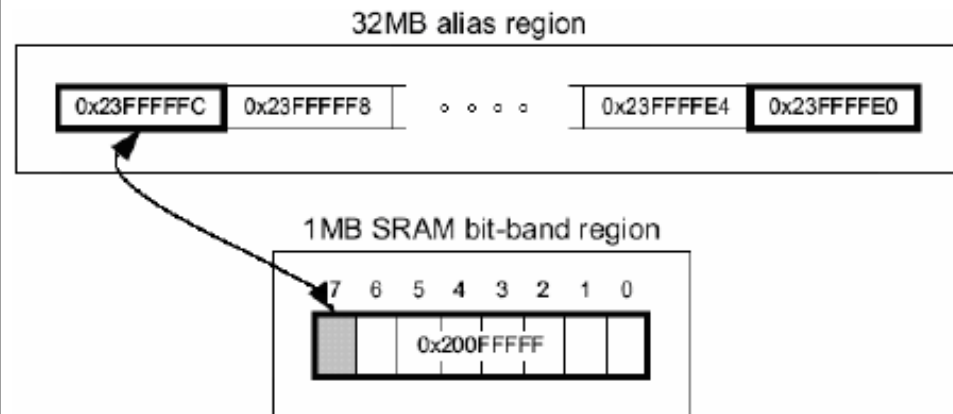 32MB alias region
0x23FFFFFC 0x23FFFFF8 0x23FFFFE4 0x23FFFFE0
1MB SRAM bit-band region
7 6 5 4 3 2 1 0
0x200FFFFF